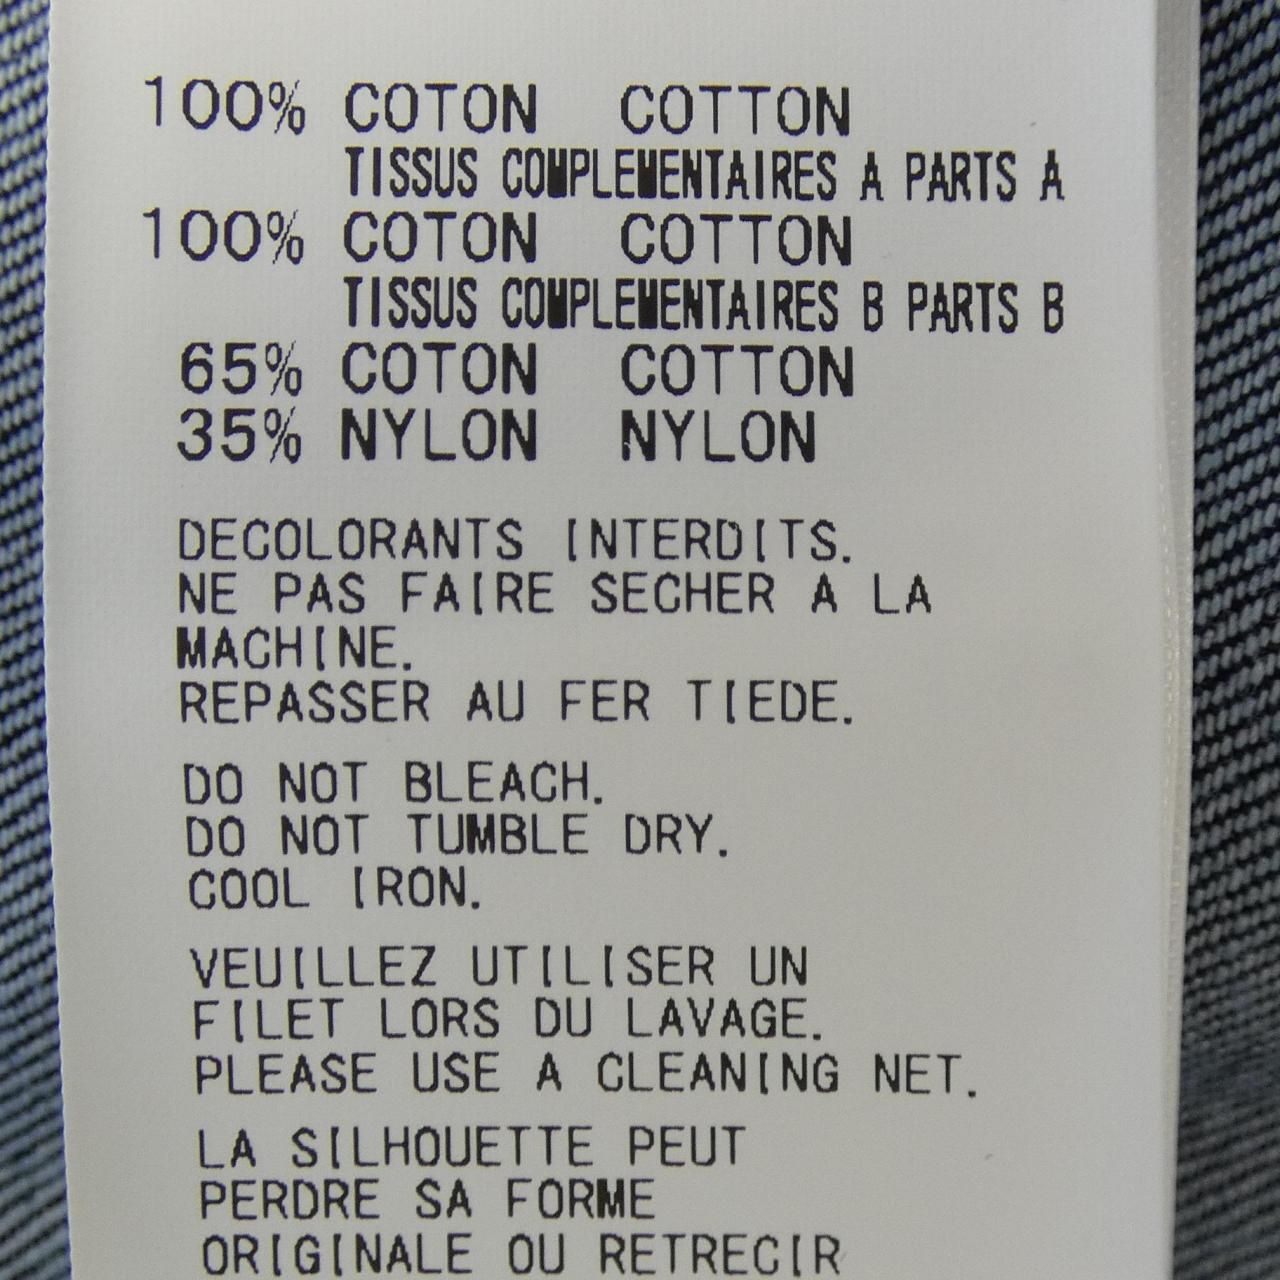 100% COTON COTTON
TISSUS COMPLEMENTAIRES A PARTS A
100% COTON COTTON
TISSUS COMPLEMENTAIRES B PARTS B
65% COTON COTTON
35% NYLON NYLON
DECOLORANTS INTERDITS.
NE PAS FAIRE SECHER A LA
MACHINE.
REPASSER AU FER TIEDE.
DO NOT BLEACH.
DO NOT TUMBLE DRY.
COOL IRON.
VEUILLEZ UTILISER UN
FILET LORS DU LAVAGE.
PLEASE USE A CLEANING NET.
LA SILHOUETTE PEUT
PERDRE SA FORME
ORIGINALE OU RETRECIR